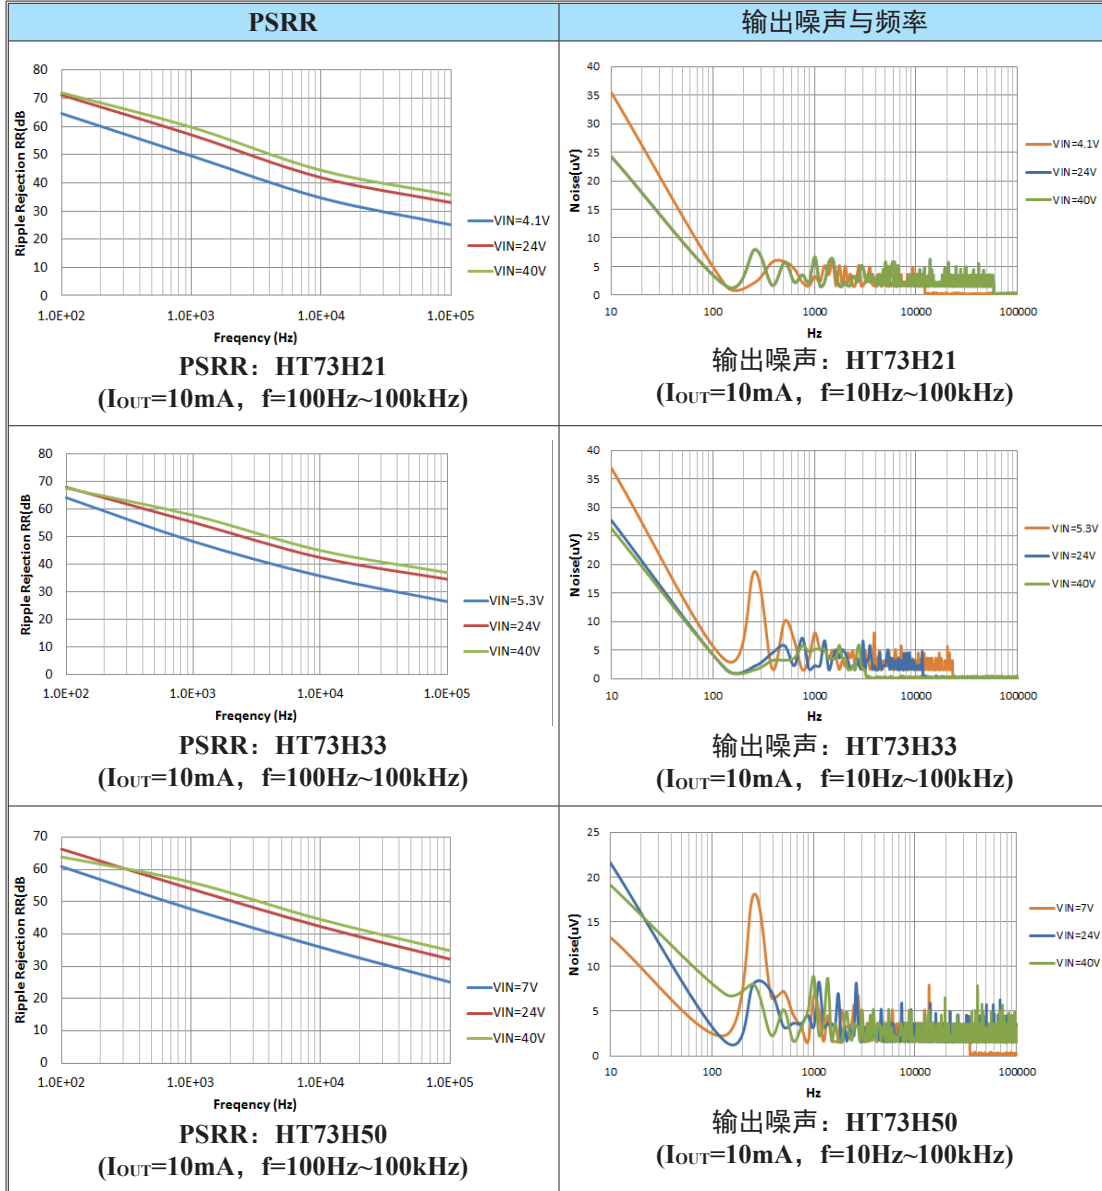 PSRR
输出噪声与频率
80
70
60
50
40
30
20
10
0
Ripple Rejection RR(dB
1.0E+02
1.0E+03
1.0E+04
1.0E+05
Freqency (Hz)
VIN=4.1V
VIN=24V
VIN=40V
PSRR：HT73H21
(IOUT=10mA，f=100Hz~100kHz)
40
35
30
25
20
15
10
5
0
Noise(uV)
10
100
1000
10000
100000
Hz
VIN=4.1V
VIN=24V
VIN=40V
输出噪声：HT73H21
(IOUT=10mA，f=10Hz~100kHz)
80
70
60
50
40
30
20
10
0
Ripple Rejection RR(dB
1.0E+02
1.0E+03
1.0E+04
1.0E+05
Freqency (Hz)
VIN=5.3V
VIN=24V
VIN=40V
PSRR：HT73H33
(IOUT=10mA，f=100Hz~100kHz)
40
35
30
25
20
15
10
5
0
Noise(uV)
10
100
1000
10000
100000
Hz
VIN=5.3V
VIN=24V
VIN=40V
输出噪声：HT73H33
(IOUT=10mA，f=10Hz~100kHz)
70
60
50
40
30
20
10
0
Ripple Rejection RR(dB
1.0E+02
1.0E+03
1.0E+04
1.0E+05
Freqency (Hz)
VIN=7V
VIN=24V
VIN=40V
PSRR：HT73H50
(IOUT=10mA，f=100Hz~100kHz)
25
20
15
10
5
0
Noise(uV)
10
100
1000
10000
100000
Hz
VIN=7V
VIN=24V
VIN=40V
输出噪声：HT73H50
(IOUT=10mA，f=10Hz~100kHz)